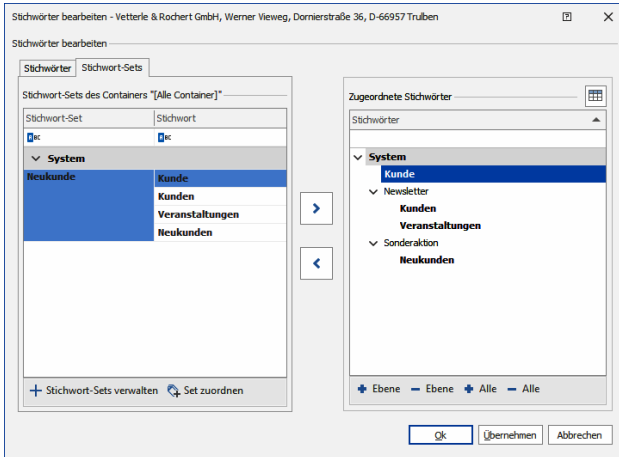 Stichwörter bearbeiten - Vetterle & Rochert GmbH, Werner Vieweg, Dornierstraße 36, D-66957 Trulben
Stichwörter bearbeiten
Stichwörter
Stichwort-Sets
Stichwort-Sets des Containers "[Alle Container]"
Stichwort-Set
Stichwort
System
Neukunde
Kunde
Kunden
Veranstaltungen
Neukunden
Stichwort-Sets verwalten
Set zuordnen
Zugeordnete Stichwörter
Stichwörter
System
Kunde
Newsletter
Kunden
Veranstaltungen
Sonderaktion
Neukunden
Ebene
Ebene
Alle
Alle
Ok
Übernehmen
Abbrechen